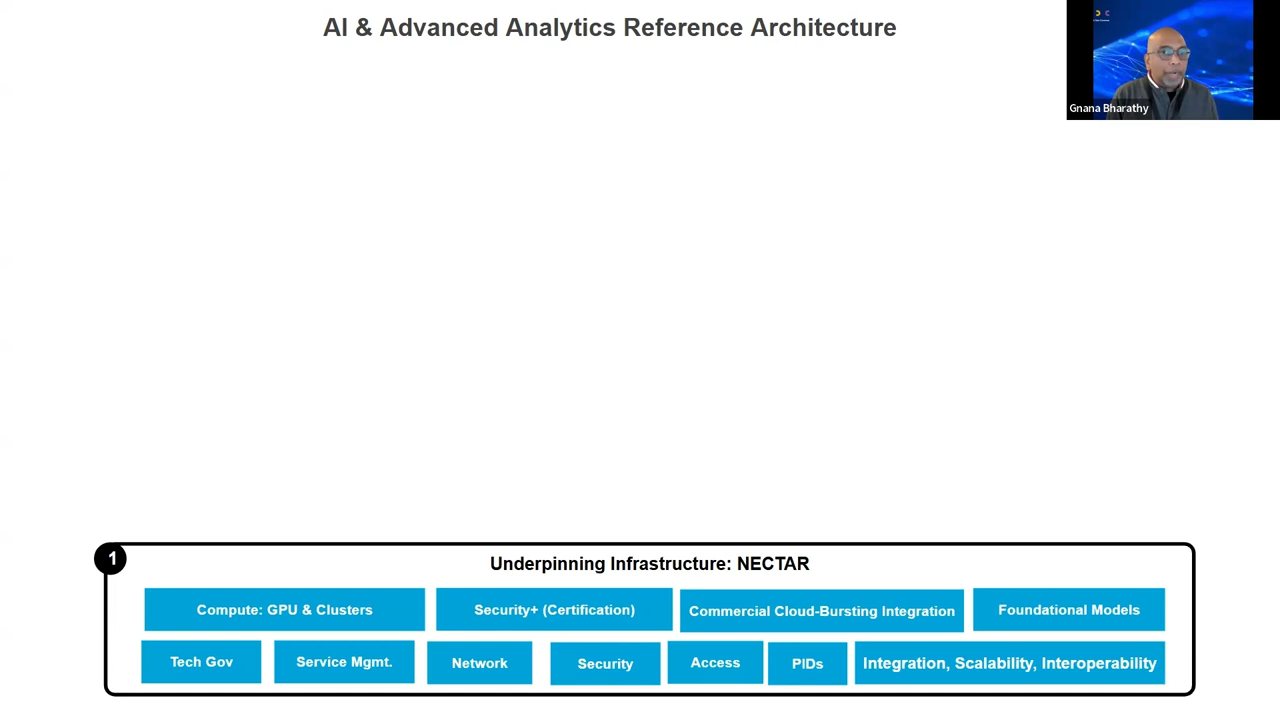 AI & Advanced Analytics Reference Architecture
Gnana Bharathy
1
Underpinning Infrastructure: NECTAR
Compute: GPU & Clusters
Security+ (Certification)
Commercial Cloud-Bursting Integration
Foundational Models
Tech Gov
Service Mgmt.
Network
Security
Access
PIDs
Integration, Scalability, Interoperability